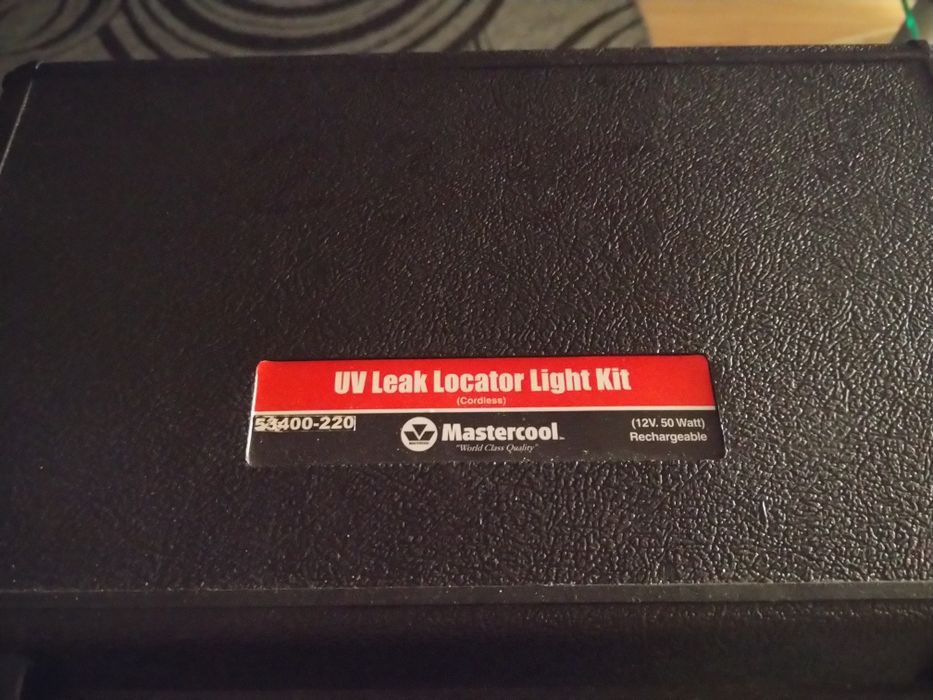 UV Leak Locator Light Kit
(Cordless)
53400-220
Mastercool
"World Class Quality"
(12V. 50 Watt)
Rechargeable